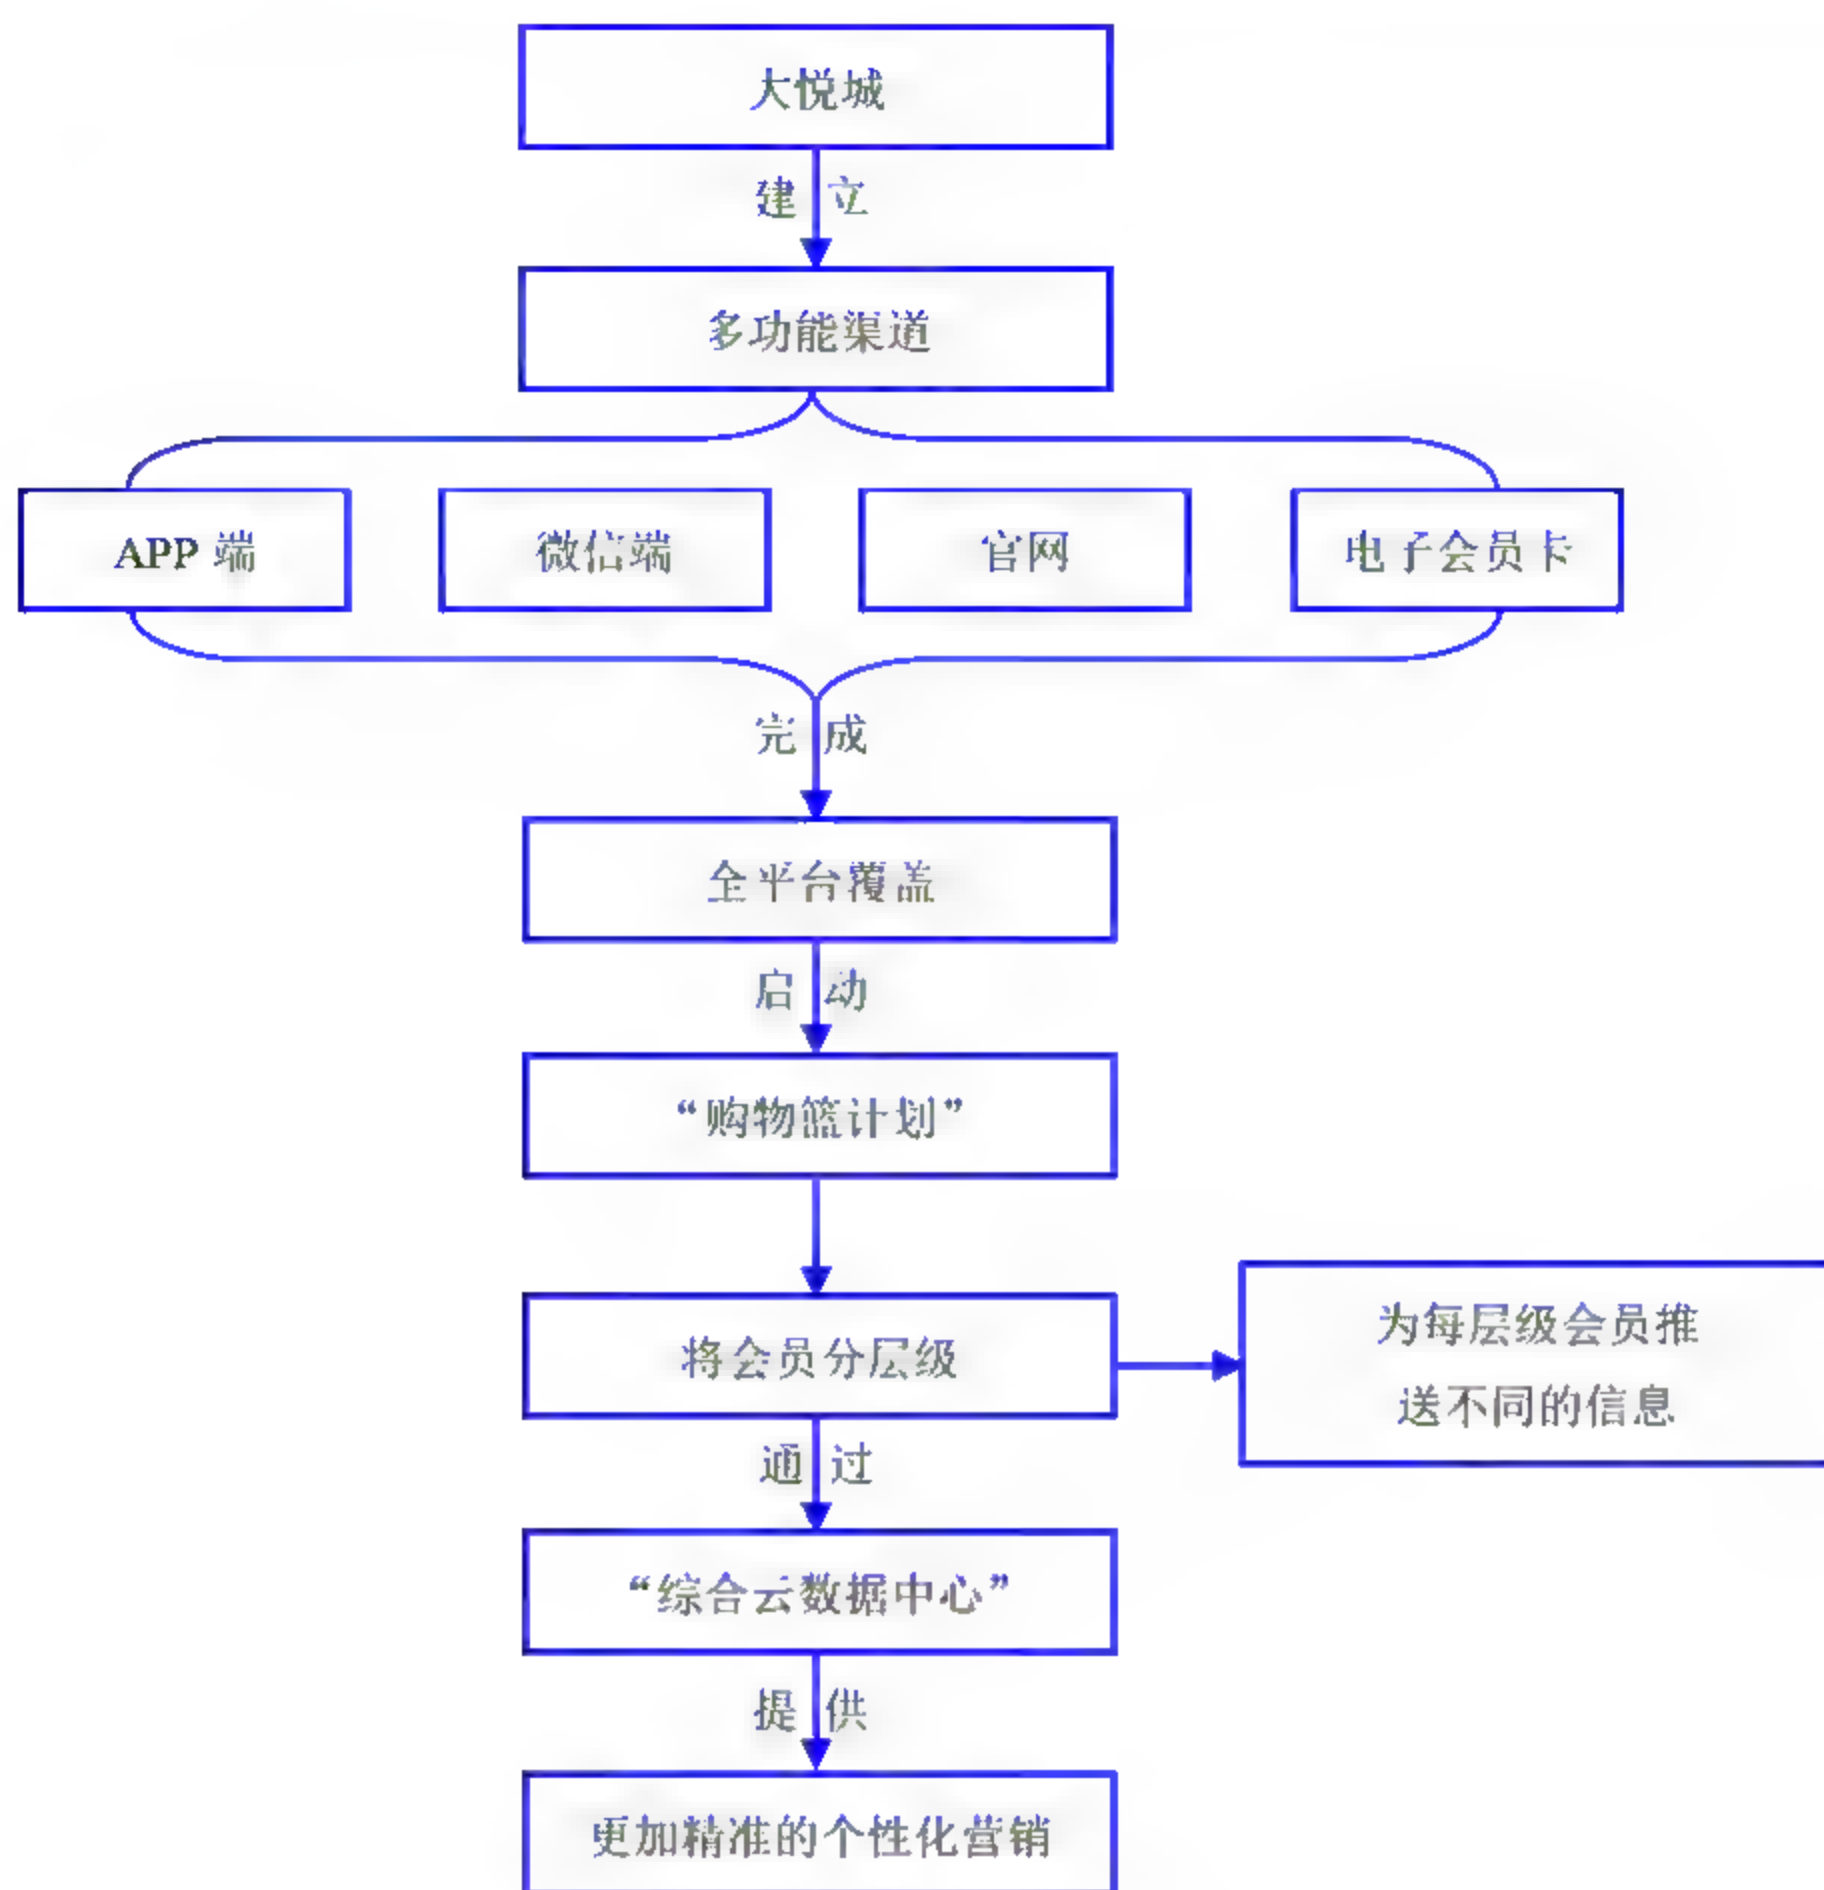 大悦城
建立
多功能渠道
APP 端
微信端
官网
电子会员卡
完成
全平台覆盖
启动
“购物篮计划”
将会员分层级
为每层级会员推
送不同的信息
通过
“综合云数据中心”
提供
更加精准的个性化营销